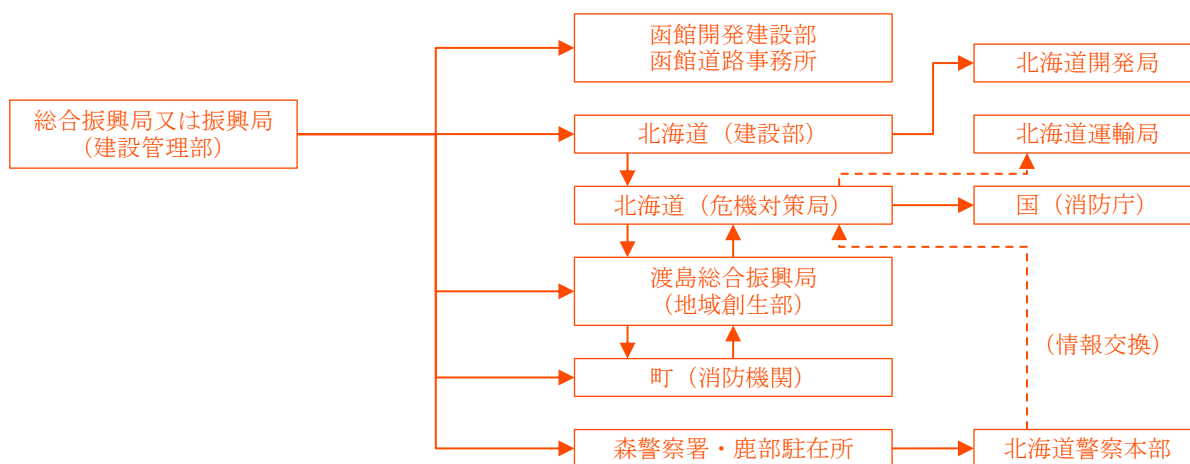 函館開発建設部
函館道路事務所
北海道開発局
総合振興局又は振興局
（建設管理部）
北海道（建設部）
北海道運輸局
北海道（危機対策局）
国（消防庁）
渡島総合振興局
（地域創生部）
（情報交換）
町（消防機関）
森警察署・鹿部駐在所
北海道警察本部